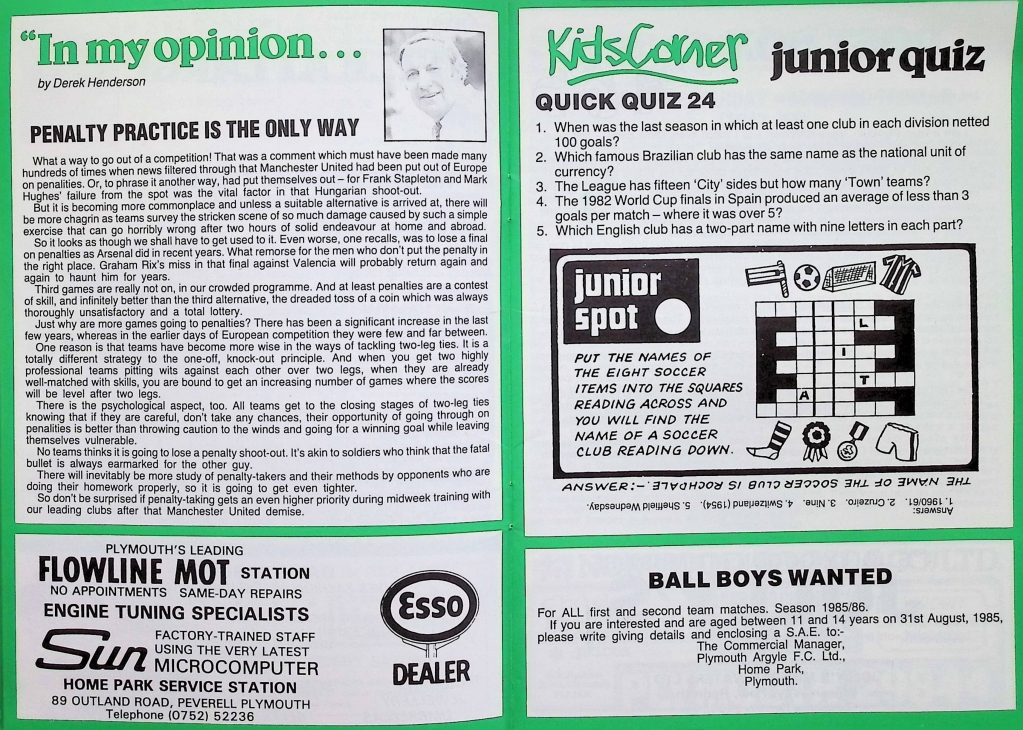 "In my opinion...
by Derek Henderson
PENALTY PRACTICE IS THE ONLY WAY
What a way to go out of a competition! That was a comment which must have been made many
hundreds of times when news filtered through that Manchester United had been put out of Europe
on penalities. Or, to phrase it another way, had put themselves out – for Frank Stapleton and Mark
Hughes' failure from the spot was the vital factor in that Hungarian shoot-out.
But it is becoming more commonplace and unless a suitable alternative is arrived at, there will
be more chagrin as teams survey the stricken scene of so much damage caused by such a simple
exercise that can go horribly wrong after two hours of solid endeavour at home and abroad.
So it looks as though we shall have to get used to it. Even worse, one recalls, was to lose a final
on penalties as Arsenal did in recent years. What remorse for the men who don't put the penalty in
the right place. Graham Rix's miss in that final against Valencia will probably return again and
again to haunt him for years.
Third games are really not on, in our crowded programme. And at least penalties are a contest
of skill, and infinitely better than the third alternative, the dreaded toss of a coin which was always
thoroughly unsatisfactory and a total lottery.
Just why are more games going to penalties? There has been a significant increase in the last
few years, whereas in the earlier days of European competition they were few and far between.
One reason is that teams have become more wise in the ways of tackling two-leg ties. It is a
totally different strategy to the one-off, knock-out principle. And when you get two highly
professional teams pitting wits against each other over two legs, when they are already
well-matched with skills, you are bound to get an increasing number of games where the scores
will be level after two legs.
There is the psychological aspect, too. All teams get to the closing stages of two-leg ties
knowing that if they are careful, don't take any chances, their opportunity of going through on
penalities is better than throwing caution to the winds and going for a winning goal while leaving
themselves vulnerable.
No teams thinks it is going to lose a penalty shoot-out. It's akin to soldiers who think that the fatal
bullet is always earmarked for the other guy.
There will inevitably be more study of penalty-takers and their methods by opponents who are
doing their homework properly, so it is going to get even tighter.
So don't be surprised if penalty-taking gets an even higher priority during midweek training with
our leading clubs after that Manchester United demise.
PLYMOUTH'S LEADING
FLOWLINE MOT STATION
NO APPOINTMENTS SAME-DAY REPAIRS
ENGINE TUNING SPECIALISTS
Sun
FACTORY-TRAINED STAFF
USING THE VERY LATEST
MICROCOMPUTER
HOME PARK SERVICE STATION
89 OUTLAND ROAD, PEVERELL PLYMOUTH
Telephone (0752) 52236
Esso
DEALER
Kids Corner junior quiz
QUICK QUIZ 24
1. When was the last season in which at least one club in each division netted
100 goals?
2. Which famous Brazilian club has the same name as the national unit of
currency?
3. The League has fifteen 'City' sides but how many 'Town' teams?
4. The 1982 World Cup finals in Spain produced an average of less than 3
goals per match – where it was over 5?
5. Which English club has a two-part name with nine letters in each part?
junior
spot
PUT THE NAMES OF
THE EIGHT SOCCER
ITEMS INTO THE SQUARES
READING ACROSS AND
YOU WILL FIND THE
NAME OF A SOCCER
CLUB READING DOWN.
L
I
T
A
ANSWER:-. THE NAME OF THE SOCCER CLUB IS ROCHDALE.
Answers:
1. 1960/61. 2. Cruzeiro. 3. Nine. 4. Switzerland (1954). 5. Sheffield Wednesday.
BALL BOYS WANTED
For ALL first and second team matches. Season 1985/86.
If you are interested and are aged between 11 and 14 years on 31st August, 1985,
please write giving details and enclosing a S.A.E. to:-
The Commercial Manager,
Plymouth Argyle F.C. Ltd.,
Home Park,
Plymouth.